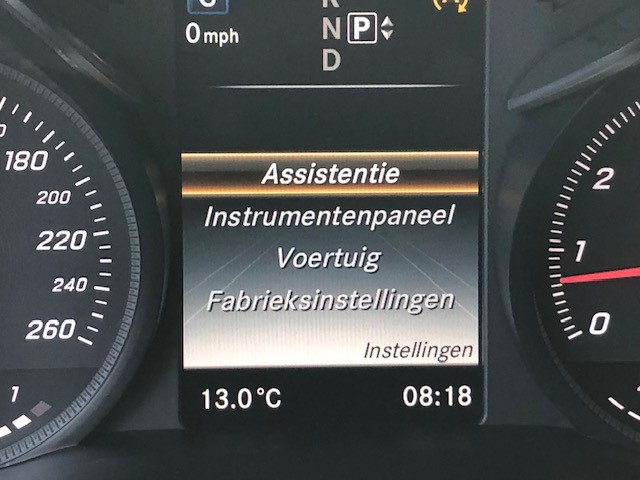 R
0 mph
N P
D
180
200
220
240
260
1
Assistentie
Instrumentenpaneel
Voertuig
Fabrieksinstellingen
Instellingen
13.0°C
08:18
2
1
0